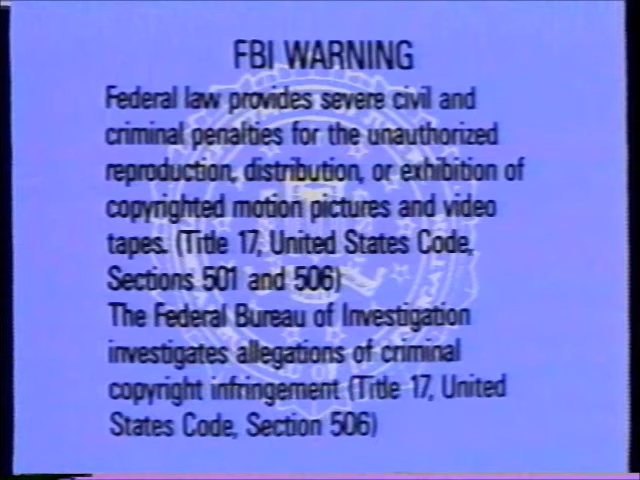 FBI WARNING
Federal law provides severe civil and
criminal penalties for the unauthorized
reproduction, distribution, or exhibition of
copyrighted motion pictures and video
tapes. (Title 17, United States Code,
Sections 501 and 506)
The Federal Bureau of Investigation
investigates allegations of criminal
copyright infringement (Title 17, United
States Code, Section 506)